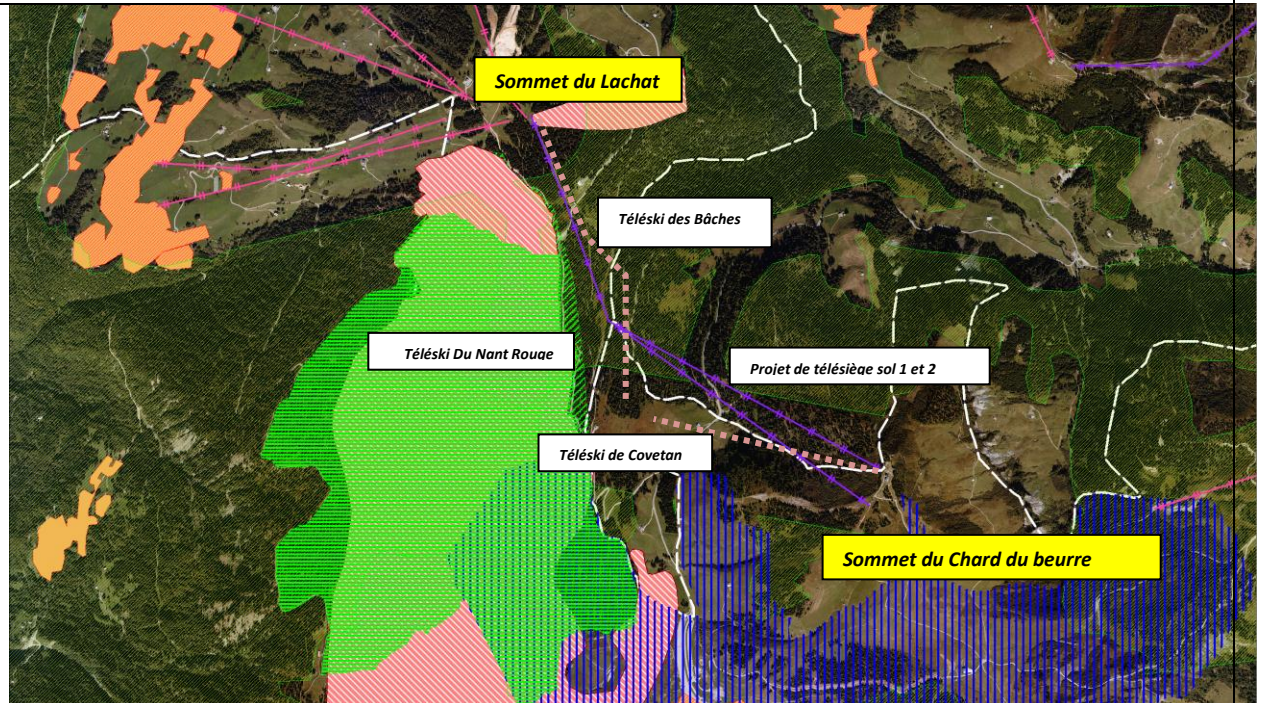 Sommet du Lachat
Téléski des Bâches
Téléski Du Nant Rouge
Projet de télésiège sol 1 et 2
Téléski de Covetan
Sommet du Chard du beurre